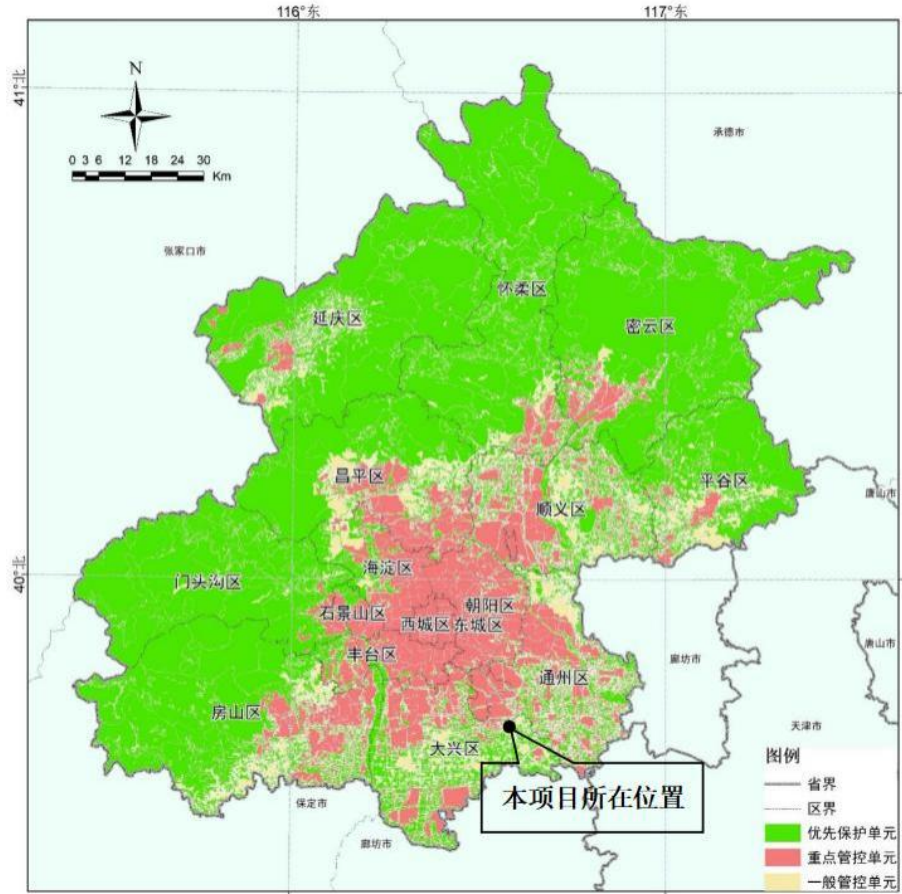 116°东
117°东
41°北
N
0 3 6 12 18 24 30
Km
承德市
张家口市
怀柔区
延庆区
密云区
昌平区
平谷区
顺义区
唐山市
40°北
海淀区
门头沟区
石景山区
朝阳区
西城区
东城区
丰台区
通州区
廊坊市
唐山市
房山区
大兴区
天津市
本项目所在位置
保定市
廊坊市
图例
省界
区界
优先保护单元
重点管控单元
一般管控单元